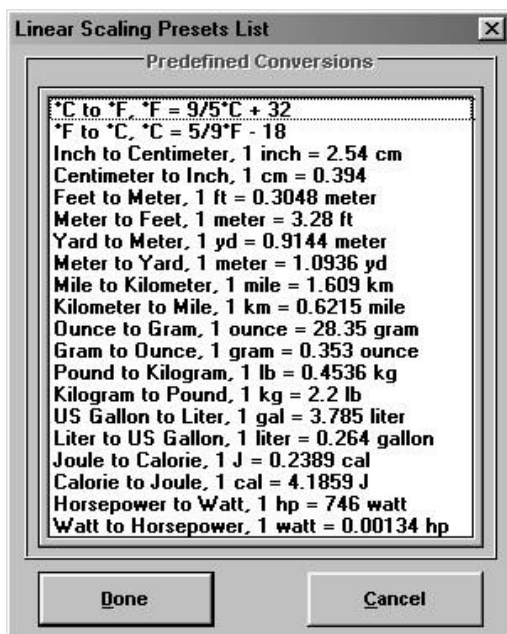 Linear Scaling Presets List
Predefined Conversions
°C to °F, °F = 9/5°C + 32
°F to °C, °C = 5/9°F - 18
Inch to Centimeter, 1 inch = 2.54 cm
Centimeter to Inch, 1 cm = 0.394
Feet to Meter, 1 ft = 0.3048 meter
Meter to Feet, 1 meter = 3.28 ft
Yard to Meter, 1 yd = 0.9144 meter
Meter to Yard, 1 meter = 1.0936 yd
Mile to Kilometer, 1 mile = 1.609 km
Kilometer to Mile, 1 km = 0.6215 mile
Ounce to Gram, 1 ounce = 28.35 gram
Gram to Ounce, 1 gram = 0.353 ounce
Pound to Kilogram, 1 lb = 0.4536 kg
Kilogram to Pound, 1 kg = 2.2 lb
US Gallon to Liter, 1 gal = 3.785 liter
Liter to US Gallon, 1 liter = 0.264 gallon
Joule to Calorie, 1 J = 0.2389 cal
Calorie to Joule, 1 cal = 4.1859 J
Horsepower to Watt, 1 hp = 746 watt
Watt to Horsepower, 1 watt = 0.00134 hp
Done
Cancel